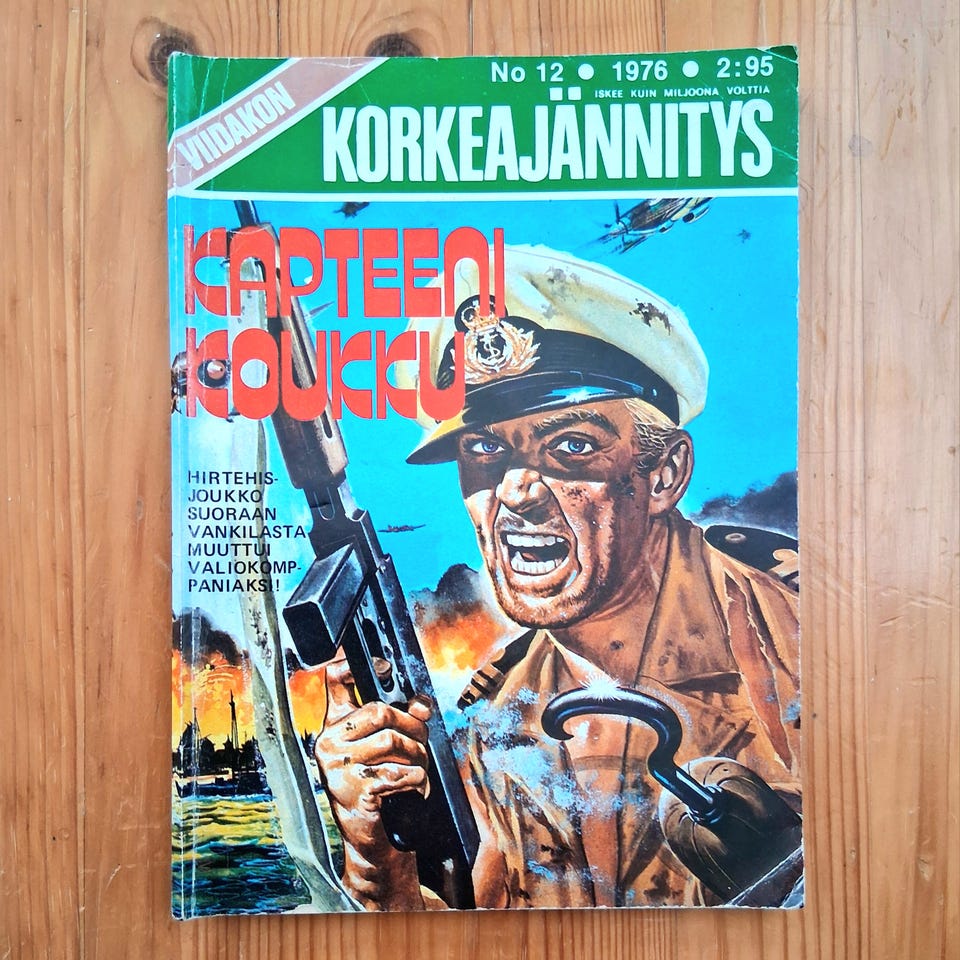 No 12 ● 1976 ● 2:95
ISKEE KUIN MILJOONA VOLTTIA
VIIDAKON
KORKEAJÄNNITYS
KAPTEENI
KOUKKU
HIRTEHIS-
JOUKKO
SUORAAN
VANKILASTA
MUUTTUI
VALIOKOMP-
PANIAKSI!